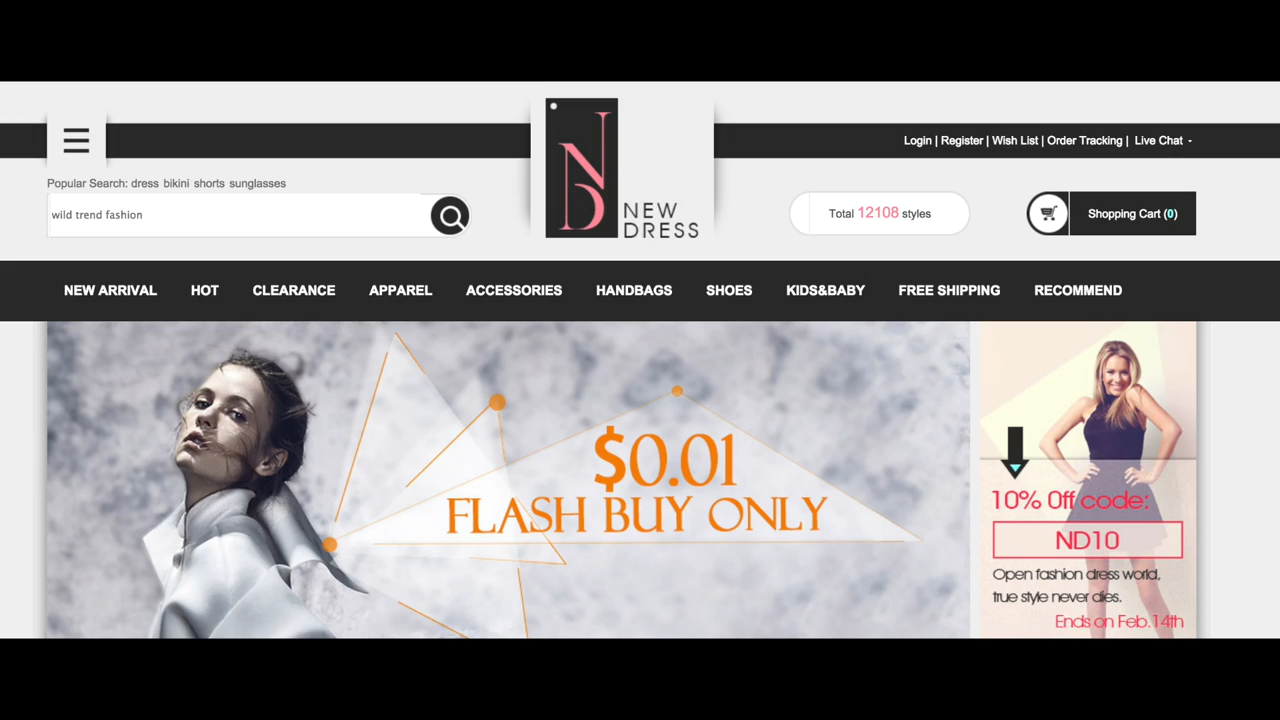 Login | Register | Wish List | Order Tracking | Live Chat
Popular Search: dress bikini shorts sunglasses
wild trend fashion
ND
NEW
DRESS
Total 12108 styles
Shopping Cart (0)
NEW ARRIVAL HOT CLEARANCE APPAREL ACCESSORIES HANDBAGS SHOES KIDS&BABY FREE SHIPPING RECOMMEND
$0.01
FLASH BUY ONLY
10% 0ff code:
ND10
Open fashion dress world,
true style never dies.
Ends on Feb.14th